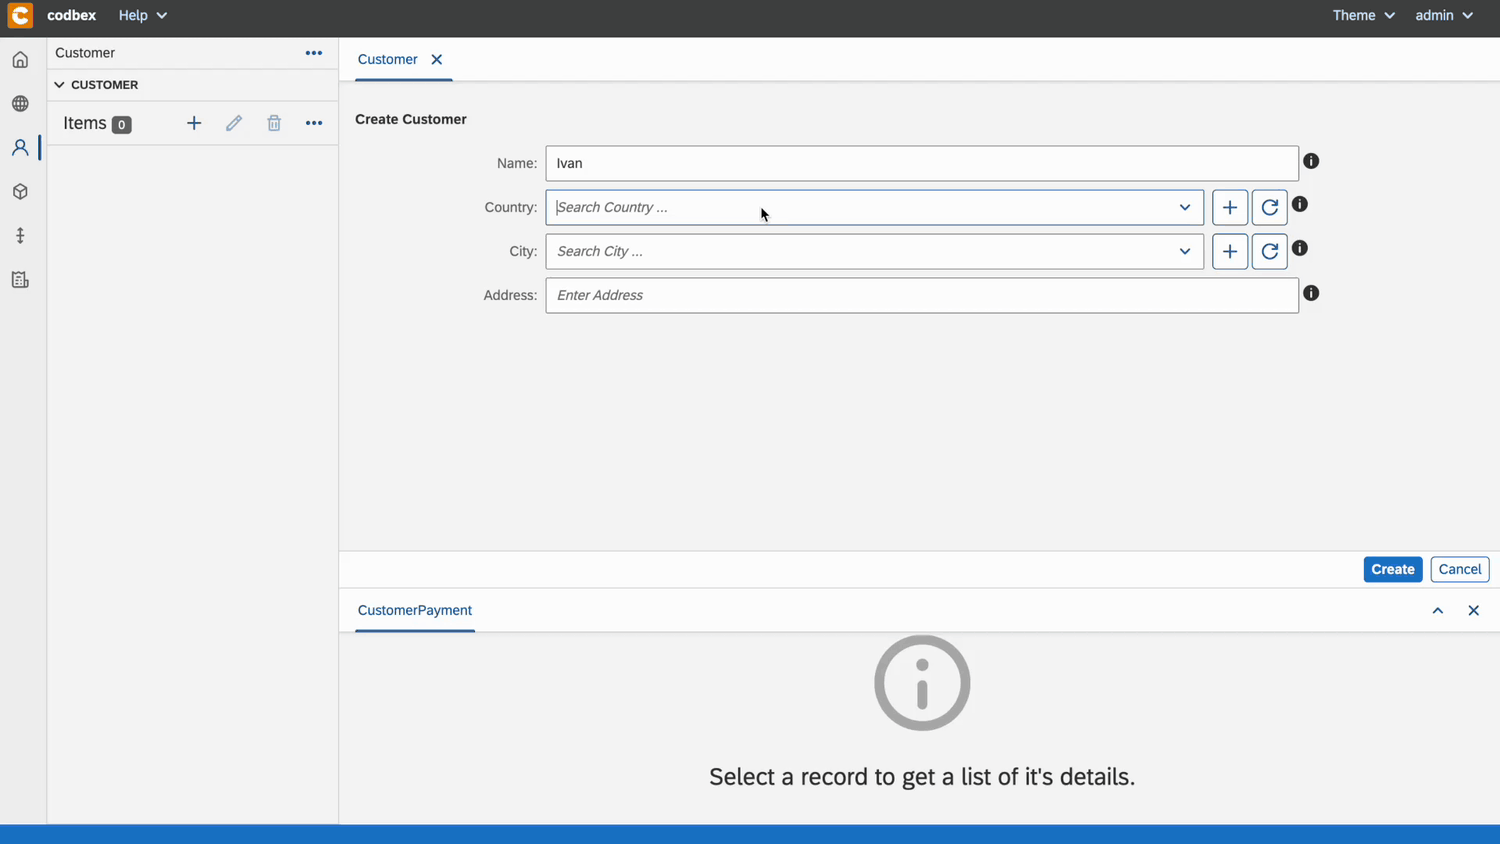 codbex Help Theme admin
Customer
CUSTOMER
Items 0
Customer
Create Customer
Name: Ivan
Country: Search Country ...
City: Search City ...
Address: Enter Address
Create Cancel
CustomerPayment
Select a record to get a list of it's details.